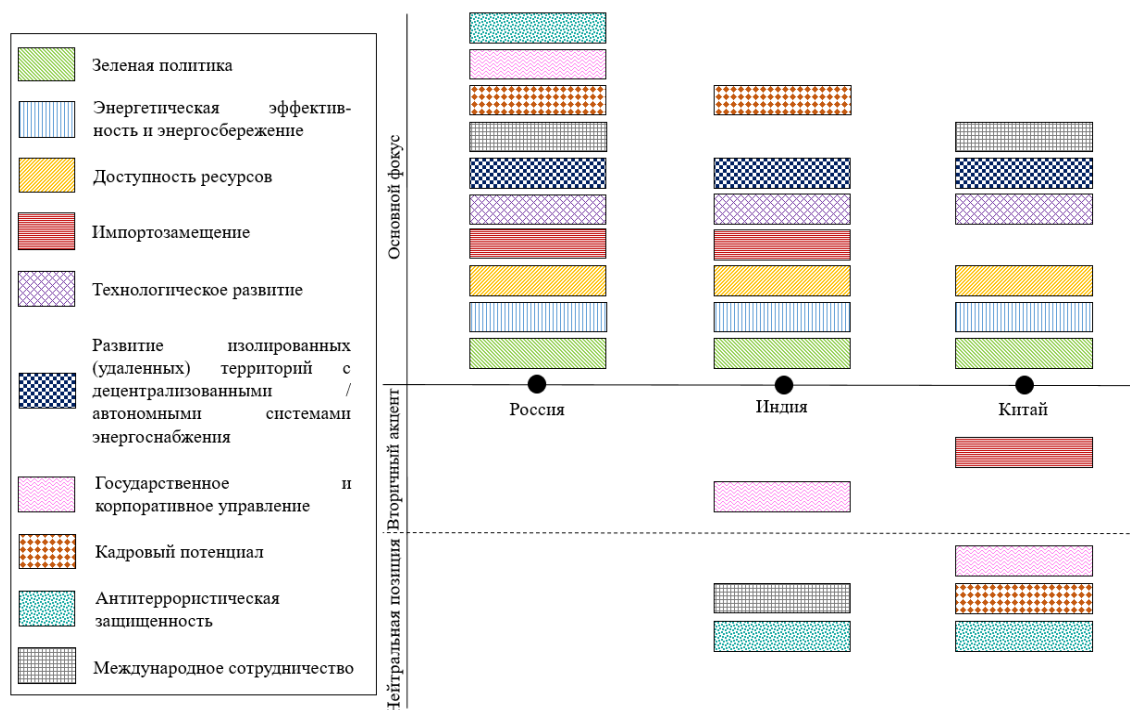 Зеленая политика
Энергетическая эффектив-
ность и энергосбережение
Доступность ресурсов
Импортозамещение
Технологическое развитие
Развитие изолированных
(удаленных) территорий с
децентрализованными /
автономными системами
энергоснабжения
Государственное и
корпоративное управление
Кадровый потенциал
Антитеррористическая
защищенность
Международное сотрудничество
Основной фокус
Вторичный акцент
Нейтральная позиция
Россия
Индия
Китай